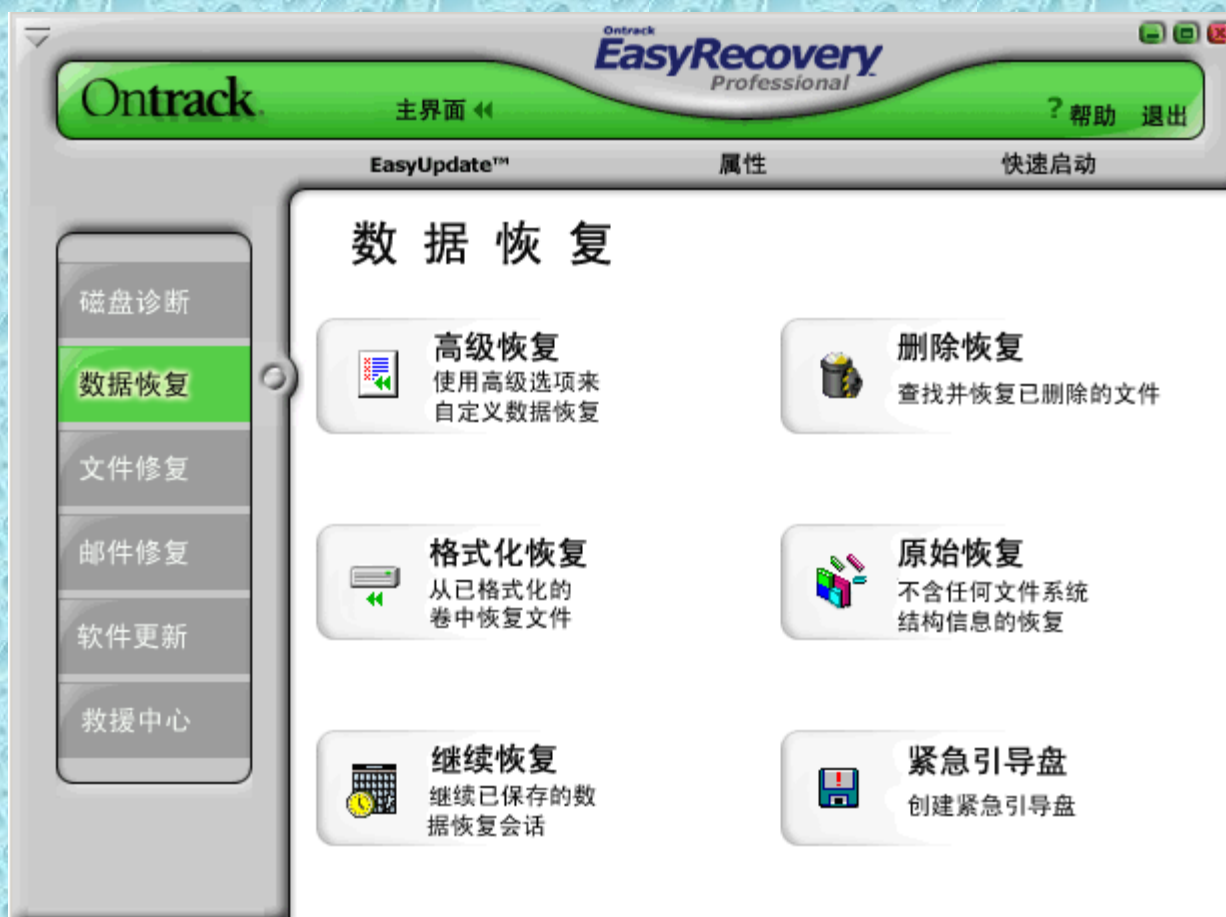 Ontrack
EasyRecovery
Professional
Ontrack
主界面
? 帮助 退出
EasyUpdate™ 属性 快速启动
数据恢复
磁盘诊断
数据恢复
文件修复
邮件修复
软件更新
救援中心
高级恢复
使用高级选项来
自定义数据恢复
删除恢复
查找并恢复已删除的文件
格式化恢复
从已格式化的
卷中恢复文件
原始恢复
不含任何文件系统
结构信息的恢复
继续恢复
继续已保存的数
据恢复会话
紧急引导盘
创建紧急引导盘